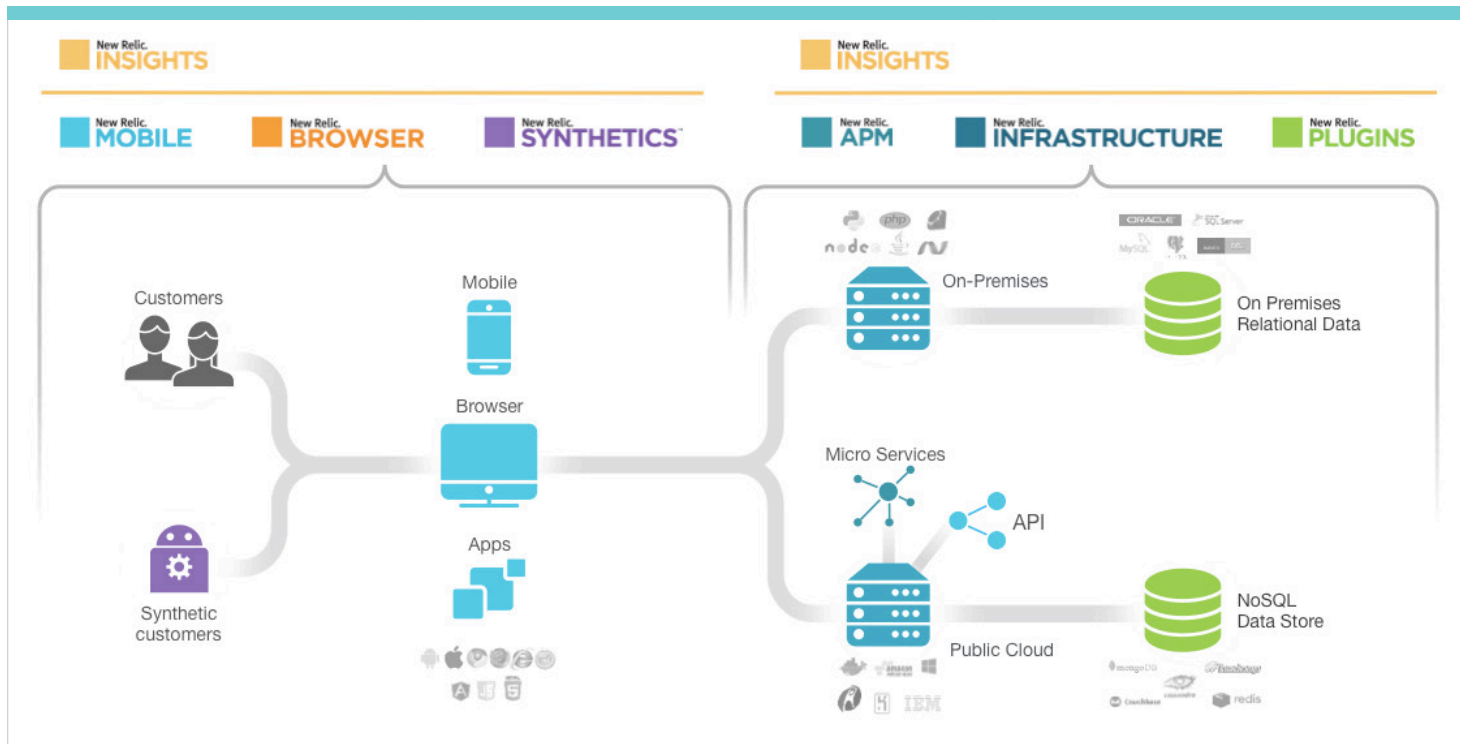 New Relic.
INSIGHTS
New Relic.
INSIGHTS
New Relic.
MOBILE
New Relic.
BROWSER
New Relic.
SYNTHETICS™
New Relic.
APM
New Relic.
INFRASTRUCTURE
New Relic.
PLUGINS
Customers
Synthetic
customers
Mobile
Browser
Apps
php
node
On-Premises
ORACLE
SQL Server
MySQL
On Premises
Relational Data
Micro Services
API
Public Cloud
amazon
IBM
NoSQL
Data Store
mongoDB
cassandra
Couchbase
redis